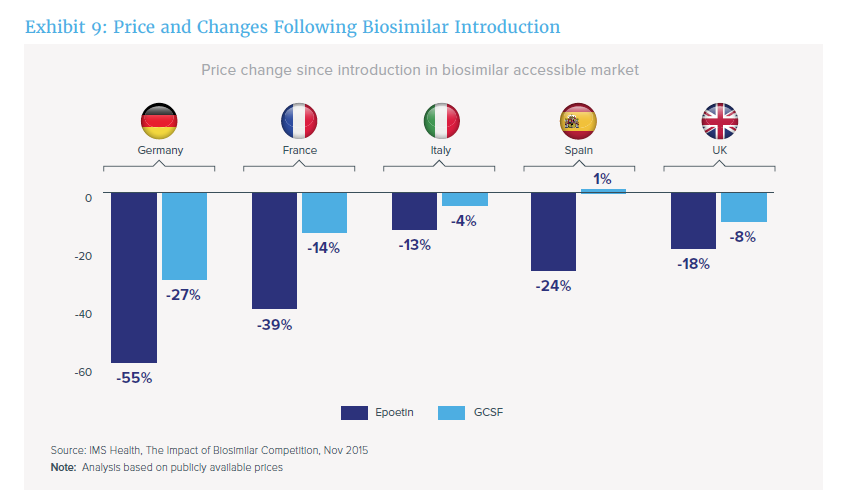 Exhibit 9: Price and Changes Following Biosimilar Introduction
Price change since introduction in biosimilar accessible market
Germany
France
Italy
Spain
UK
1%
0
-20
-40
-60
-55%
-27%
-39%
-14%
-13%
-4%
-24%
-18%
-8%
Epoetin
GCSF
Source: IMS Health, The Impact of Biosimilar Competition, Nov 2015
Note: Analysis based on publicly available prices